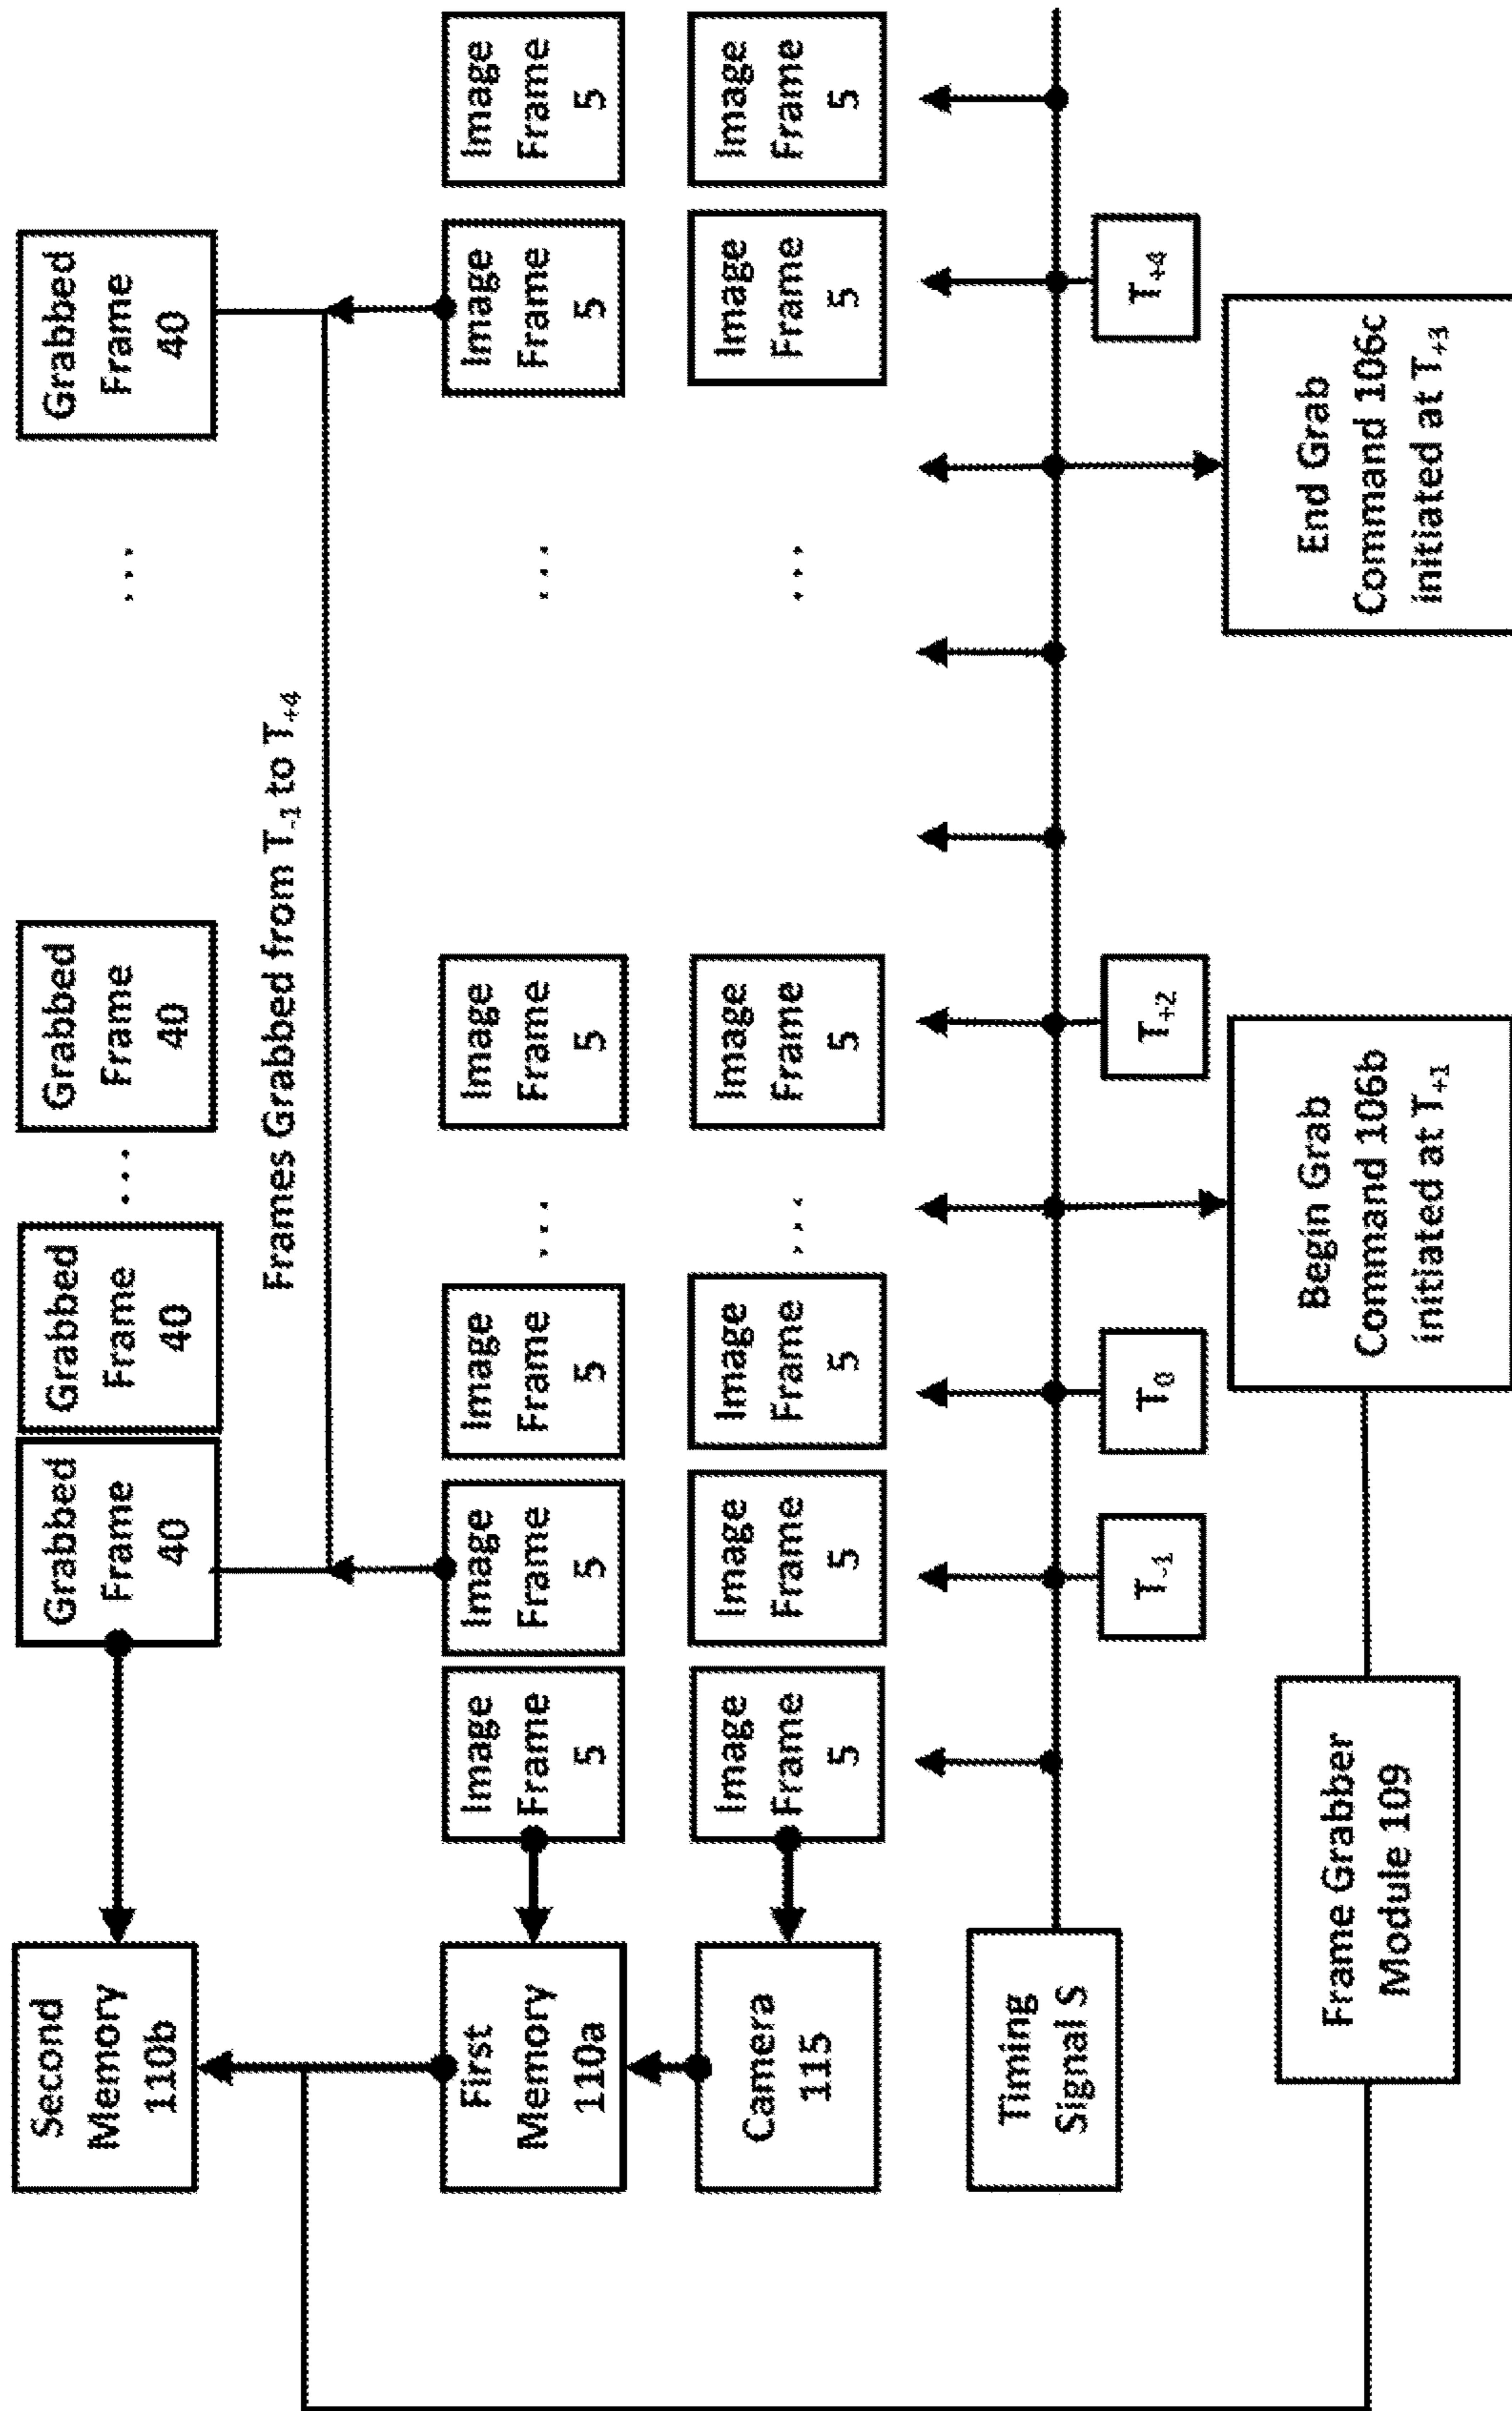 Second
Memory
110b
Grabbed
Frame
40
Grabbed
Frame
40
...
Grabbed
Frame
40
...
Grabbed
Frame
40
Frames Grabbed from T-1 to T+4
First
Memory
110a
Image
Frame
5
Image
Frame
5
Image
Frame
5
...
Image
Frame
5
...
Image
Frame
5
Image
Frame
5
Camera
115
Image
Frame
5
Image
Frame
5
Image
Frame
5
...
Image
Frame
5
...
Image
Frame
5
Image
Frame
5
Timing
Signal S
T-1
T0
T+2
T+4
Frame Grabber
Module 109
Begin Grab
Command 106b
initiated at T+1
End Grab
Command 106c
initiated at T+3